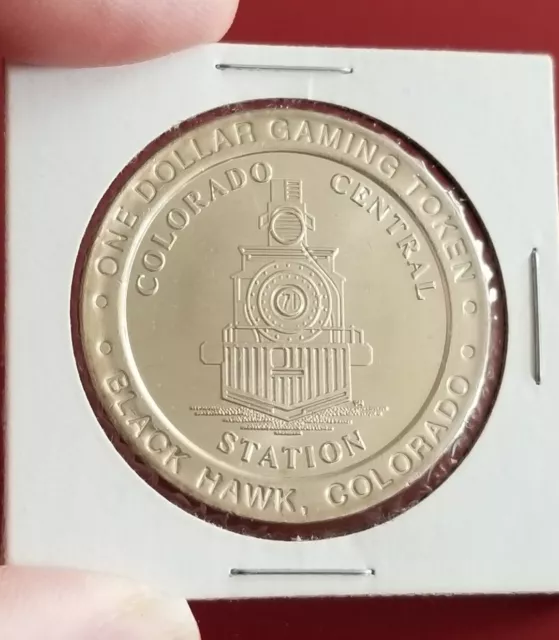 • ONE DOLLAR GAMING TOKEN •
COLORADO CENTRAL
71
STATION
• BLACK HAWK, COLORADO •